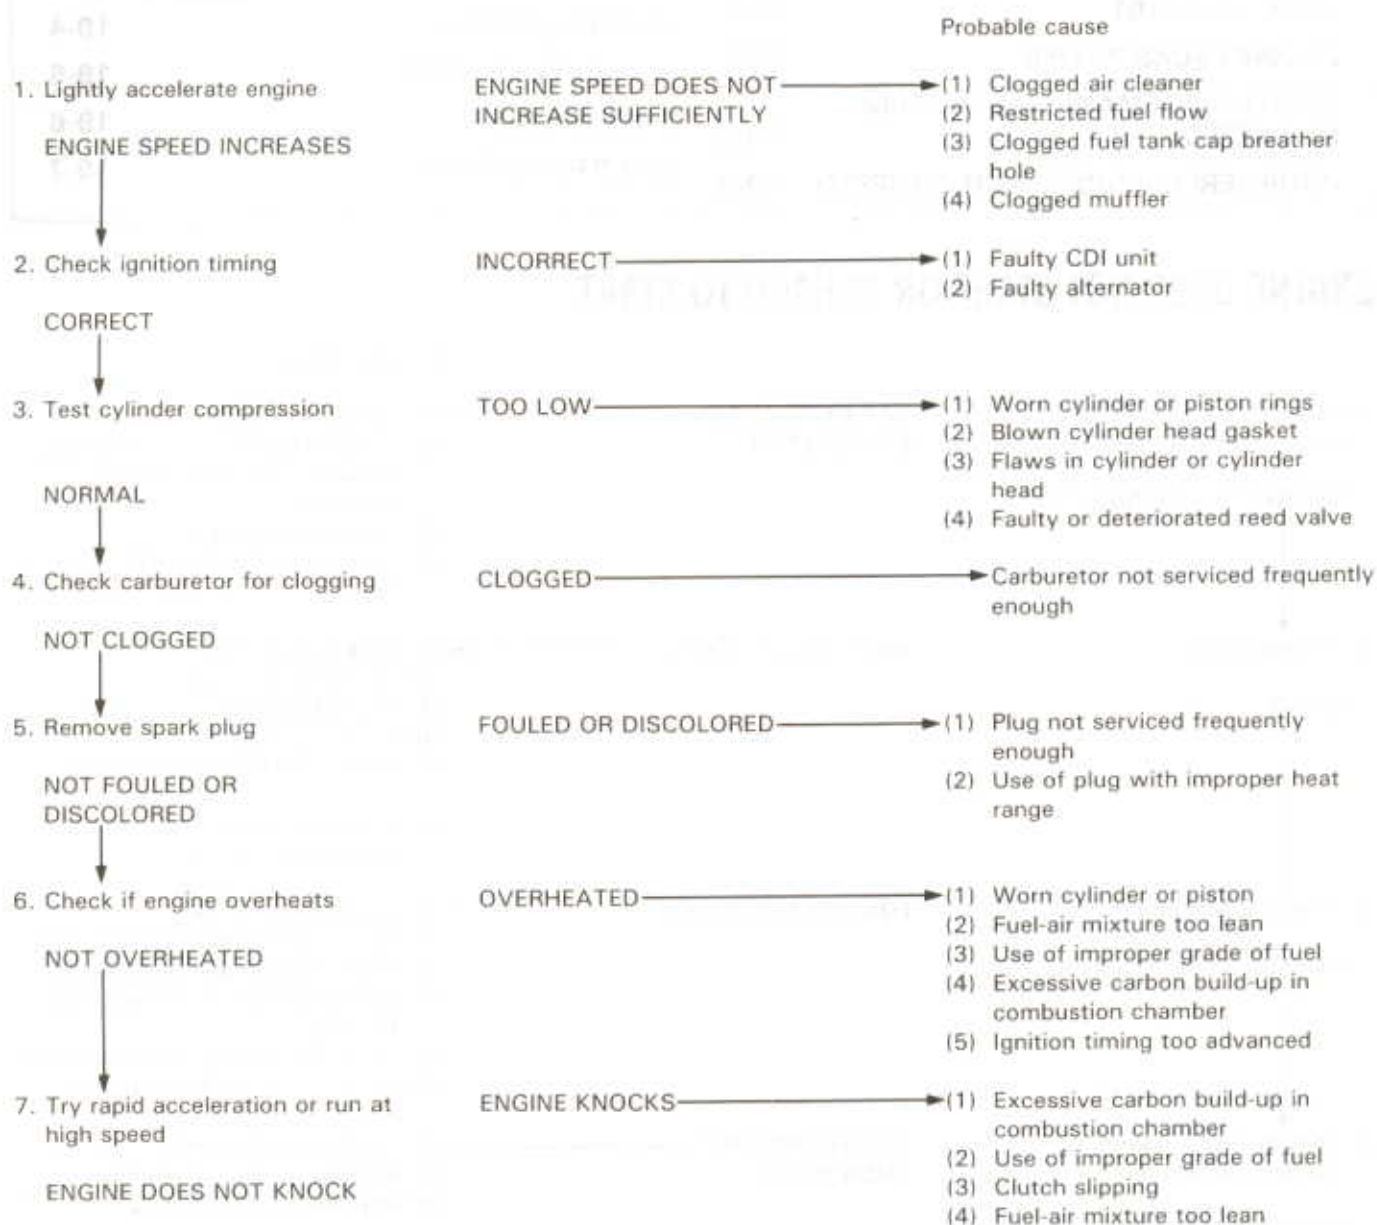 Probable cause
1. Lightly accelerate engine
ENGINE SPEED INCREASES
ENGINE SPEED DOES NOT
INCREASE SUFFICIENTLY
(1) Clogged air cleaner
(2) Restricted fuel flow
(3) Clogged fuel tank cap breather
hole
(4) Clogged muffler
2. Check ignition timing
CORRECT
INCORRECT
(1) Faulty CDI unit
(2) Faulty alternator
3. Test cylinder compression
NORMAL
TOO LOW
(1) Worn cylinder or piston rings
(2) Blown cylinder head gasket
(3) Flaws in cylinder or cylinder
head
(4) Faulty or deteriorated reed valve
4. Check carburetor for clogging
NOT CLOGGED
CLOGGED
Carburetor not serviced frequently
enough
5. Remove spark plug
NOT FOULED OR
DISCOLORED
FOULED OR DISCOLORED
(1) Plug not serviced frequently
enough
(2) Use of plug with improper heat
range
6. Check if engine overheats
NOT OVERHEATED
OVERHEATED
(1) Worn cylinder or piston
(2) Fuel-air mixture too lean
(3) Use of improper grade of fuel
(4) Excessive carbon build-up in
combustion chamber
(5) Ignition timing too advanced
7. Try rapid acceleration or run at
high speed
ENGINE DOES NOT KNOCK
ENGINE KNOCKS
(1) Excessive carbon build-up in
combustion chamber
(2) Use of improper grade of fuel
(3) Clutch slipping
(4) Fuel-air mixture too lean